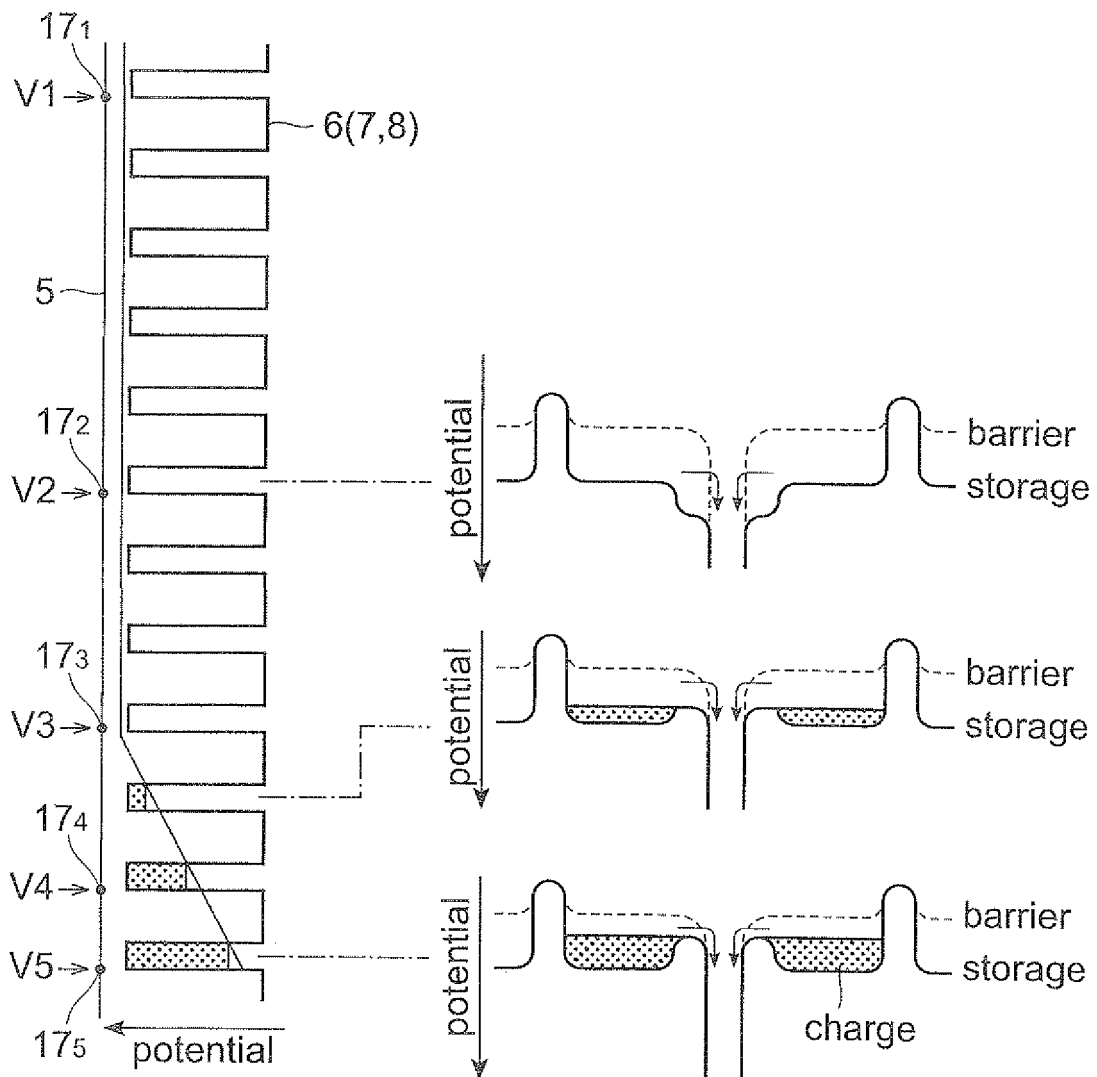 17₁
V1
6(7,8)
5
17₂
V2
potential
barrier
storage
17₃
V3
potential
barrier
storage
17₄
V4
potential
barrier
storage
V5
charge
17₅
potential